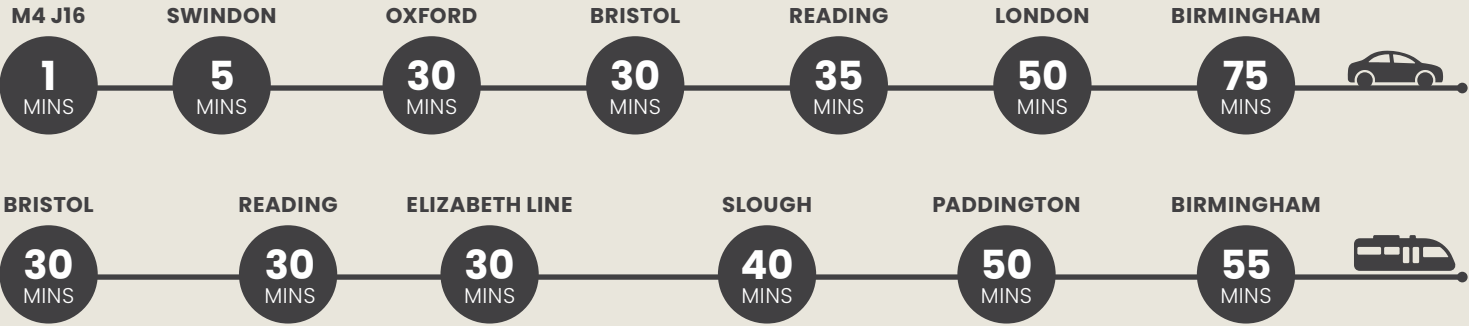 M4 J16 SWINDON OXFORD BRISTOL READING LONDON BIRMINGHAM
1 5 30 30 35 50 75
MINS MINS MINS MINS MINS MINS MINS
BRISTOL READING ELIZABETH LINE SLOUGH PADDINGTON BIRMINGHAM
30 30 30 40 50 55
MINS MINS MINS MINS MINS MINS